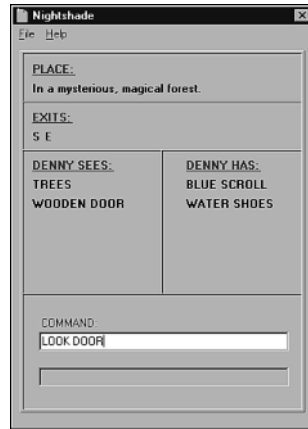 Nightshade
File Help
PLACE:
In a mysterious, magical forest.
EXITS:
S E
DENNY SEES:
TREES
WOODEN DOOR
DENNY HAS:
BLUE SCROLL
WATER SHOES
COMMAND:
LOOK DOOR